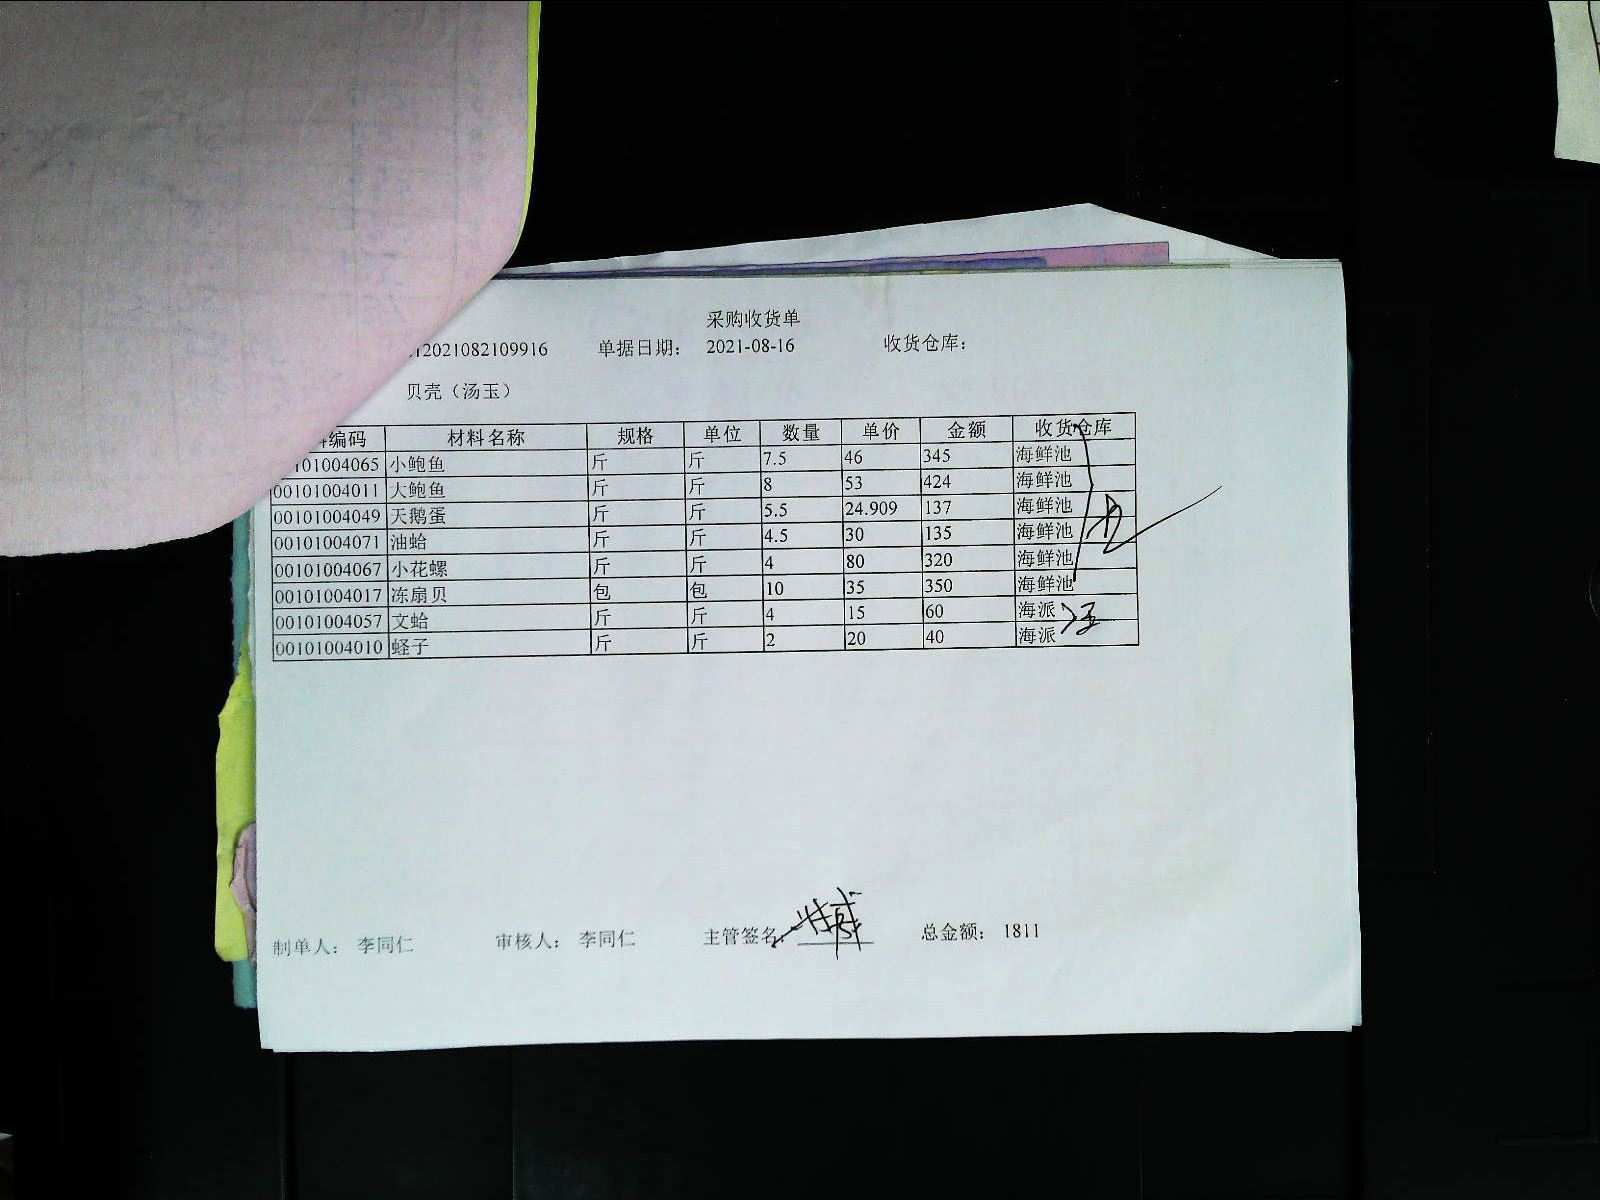 采购收货单
12021082109916 单据日期： 2021-08-16 收货仓库：
贝壳（汤玉）
编码 材料名称 规格 单位 数量 单价 金额 收货仓库
101004065 小鲍鱼 斤 斤 7.5 46 345 海鲜池
00101004011 大鲍鱼 斤 斤 8 53 424 海鲜池
00101004049 天鹅蛋 斤 斤 5.5 24.909 137 海鲜池
00101004071 油蛤 斤 斤 4.5 30 135 海鲜池
00101004067 小花螺 斤 斤 4 80 320 海鲜池
00101004017 冻扇贝 包 包 10 35 350 海鲜池
00101004057 文蛤 斤 斤 4 15 60 海派
00101004010 蛏子 斤 斤 2 20 40 海派
制单人： 李同仁 审核人： 李同仁 主管签名： 总金额： 1811